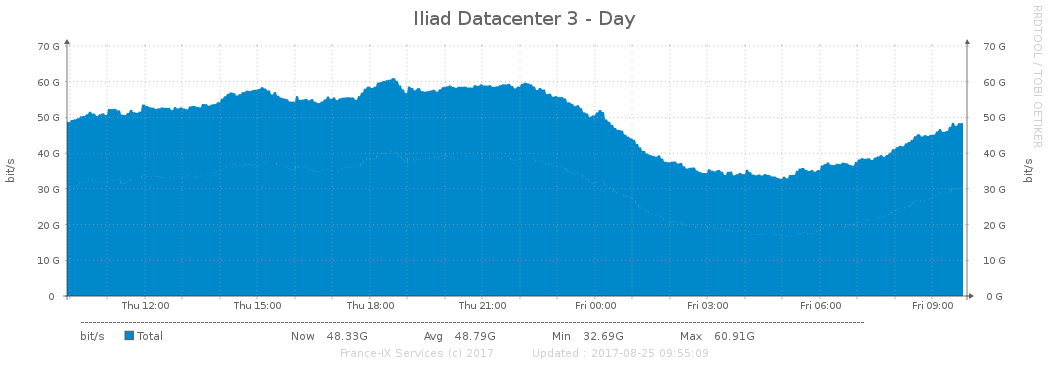 Iliad Datacenter 3 - Day
RRDTOOL / TOBI OETIKER
bit/s
bit/s
70 G 70 G
60 G 60 G
50 G 50 G
40 G 40 G
30 G 30 G
20 G 20 G
10 G 10 G
0 0 G
Thu 12:00 Thu 15:00 Thu 18:00 Thu 21:00 Fri 00:00 Fri 03:00 Fri 06:00 Fri 09:00
bit/s Total Now 48.33G Avg 48.79G Min 32.69G Max 60.91G
France-IX Services (c) 2017 Updated : 2017-08-25 09:55:09